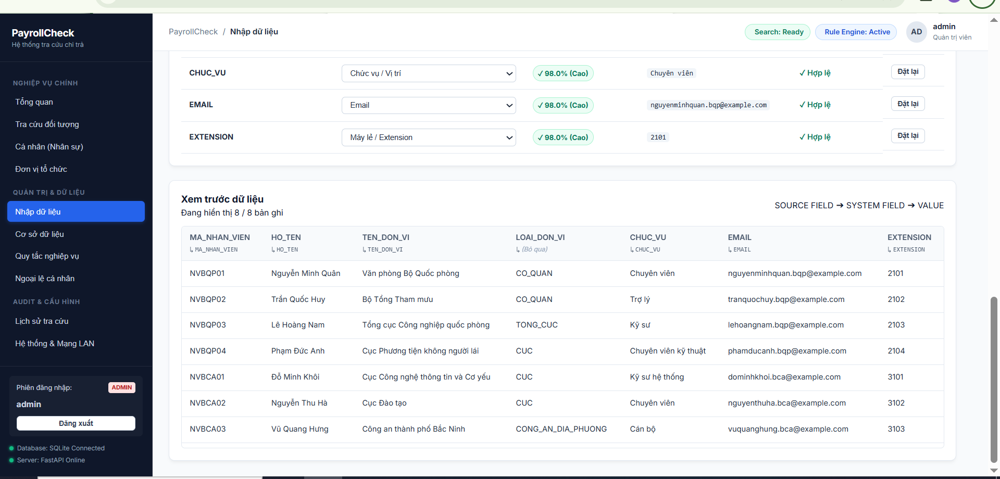 PayrollCheck
Hệ thống tra cứu chi trả
NGHIỆP VỤ CHÍNH
Tổng quan
Tra cứu đối tượng
Cá nhân (Nhân sự)
Đơn vị tổ chức
QUẢN TRỊ & DỮ LIỆU
Nhập dữ liệu
Cơ sở dữ liệu
Quy tắc nghiệp vụ
Ngoại lệ cá nhân
AUDIT & CẤU HÌNH
Lịch sử tra cứu
Hệ thống & Mạng LAN
Phiên đăng nhập: ADMIN
admin
Đăng xuất
Database: SQLite Connected
Server: FastAPI Online
PayrollCheck / Nhập dữ liệu
Search: Ready Rule Engine: Active AD admin
Quản trị viên
CHUC_VU Chức vụ / Vị trí ✓ 98.0% (Cao) Chuyên viên ✓ Hợp lệ Đặt lại
EMAIL Email ✓ 98.0% (Cao) nguyenminhquan.bqp@example.com ✓ Hợp lệ Đặt lại
EXTENSION Máy lẻ / Extension ✓ 98.0% (Cao) 2101 ✓ Hợp lệ Đặt lại
Xem trước dữ liệu
Đang hiển thị 8 / 8 bản ghi
SOURCE FIELD ➔ SYSTEM FIELD ➔ VALUE
MA_NHAN_VIEN HO_TEN TEN_DON_VI LOAI_DON_VI CHUC_VU EMAIL EXTENSION
↳ MA_NHAN_VIEN ↳ HO_TEN ↳ TEN_DON_VI ↳ (Bỏ qua) ↳ CHUC_VU ↳ EMAIL ↳ EXTENSION
NVBQP01 Nguyễn Minh Quân Văn phòng Bộ Quốc phòng CO_QUAN Chuyên viên nguyenminhquan.bqp@example.com 2101
NVBQP02 Trần Quốc Huy Bộ Tổng Tham mưu CO_QUAN Trợ lý tranquochuy.bqp@example.com 2102
NVBQP03 Lê Hoàng Nam Tổng cục Công nghiệp quốc phòng TONG_CUC Kỹ sư lehoangnam.bqp@example.com 2103
NVBQP04 Phạm Đức Anh Cục Phương tiện không người lái CUC Chuyên viên kỹ thuật phamducanh.bqp@example.com 2104
NVBCA01 Đỗ Minh Khôi Cục Công nghệ thông tin và Cơ yếu CUC Kỹ sư hệ thống dominhkhoi.bca@example.com 3101
NVBCA02 Nguyễn Thu Hà Cục Đào tạo CUC Chuyên viên nguyenthuha.bca@example.com 3102
NVBCA03 Vũ Quang Hưng Công an thành phố Bắc Ninh CONG_AN_DIA_PHUONG Cán bộ vuquanghung.bca@example.com 3103